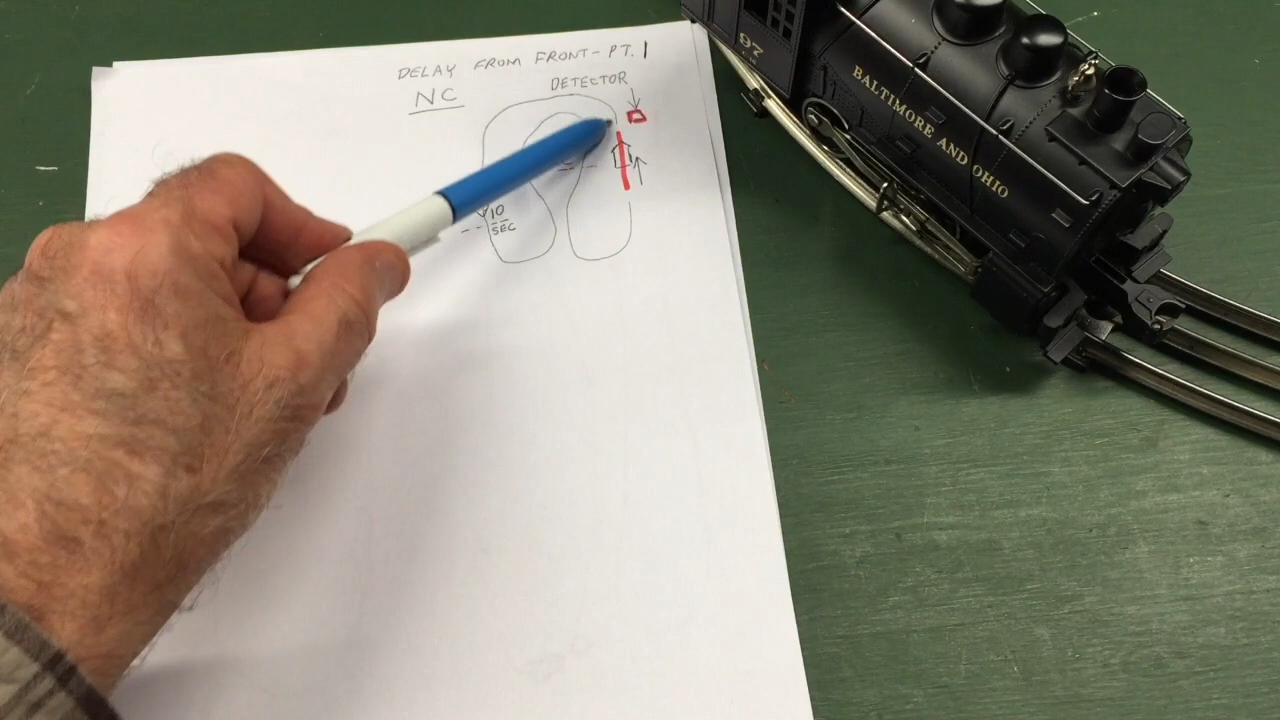 DELAY FROM FRONT-PT. 1
NC
DETECTOR
10
SEC
97
BALTIMORE AND OHIO